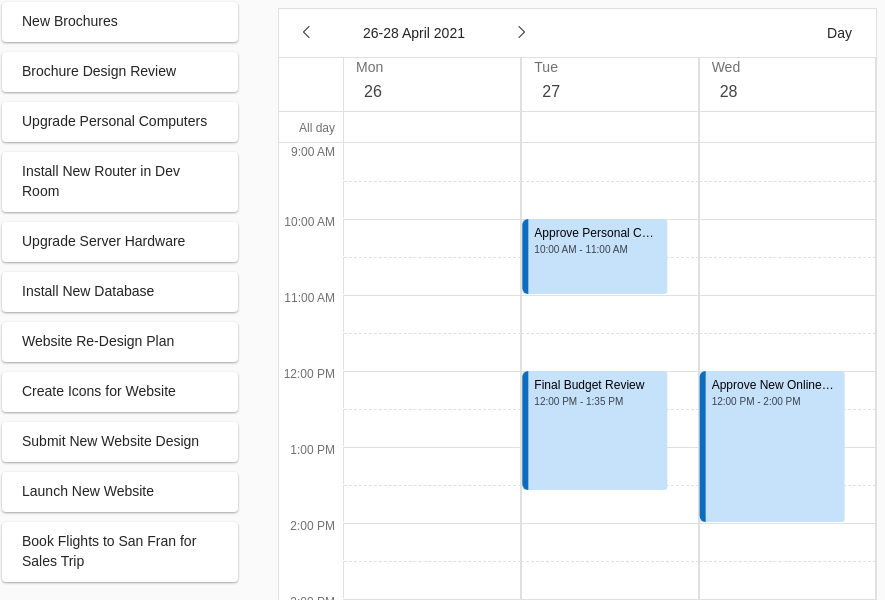 New Brochures
Brochure Design Review
Upgrade Personal Computers
Install New Router in Dev
Room
Upgrade Server Hardware
Install New Database
Website Re-Design Plan
Create Icons for Website
Submit New Website Design
Launch New Website
Book Flights to San Fran for
Sales Trip
26-28 April 2021
Day
Mon
26
Tue
27
Wed
28
All day
9:00 AM
10:00 AM
11:00 AM
12:00 PM
1:00 PM
2:00 PM
Approve Personal C...
10:00 AM - 11:00 AM
Final Budget Review
12:00 PM - 1:35 PM
Approve New Online...
12:00 PM - 2:00 PM